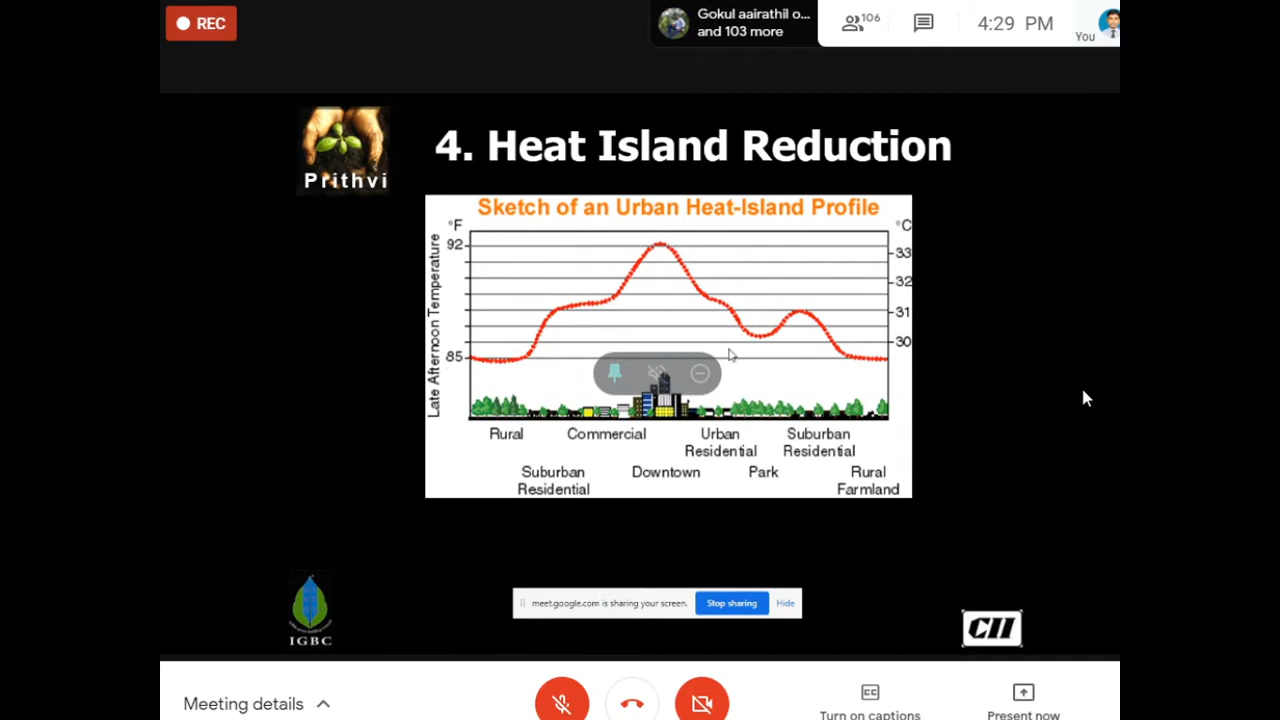 REC
Gokul aairathil o...
and 103 more
106
4:29 PM
You
Prithvi
4. Heat Island Reduction
Sketch of an Urban Heat-Island Profile
°F
°C
92
85
33
32
31
30
Late Afternoon Temperature
Rural
Commercial
Urban
Residential
Suburban
Residential
Suburban
Residential
Downtown
Park
Rural
Farmland
meet.google.com is sharing your screen.
Stop sharing
Hide
IGBC
CII
Meeting details
CC
Turn on captions
Present now